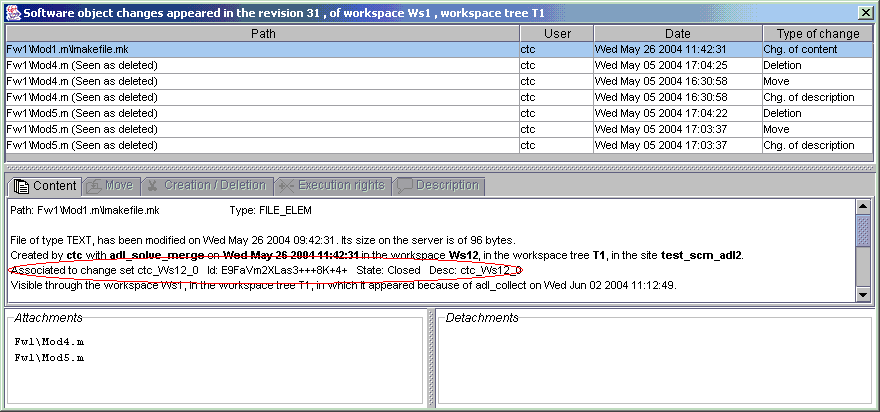 Software object changes appeared in the revision 31 , of workspace Ws1 , workspace tree T1
Path User Date Type of change
Fw1\Mod1.m\Imakefile.mk ctc Wed May 26 2004 11:42:31 Chg. of content
Fw1\Mod4.m (Seen as deleted) ctc Wed May 05 2004 17:04:25 Deletion
Fw1\Mod4.m (Seen as deleted) ctc Wed May 05 2004 16:30:58 Move
Fw1\Mod4.m (Seen as deleted) ctc Wed May 05 2004 16:30:58 Chg. of description
Fw1\Mod5.m (Seen as deleted) ctc Wed May 05 2004 17:04:22 Deletion
Fw1\Mod5.m (Seen as deleted) ctc Wed May 05 2004 17:03:37 Move
Fw1\Mod5.m (Seen as deleted) ctc Wed May 05 2004 17:03:37 Chg. of description
Content Move Creation / Deletion Execution rights Description
Path: Fw1\Mod1.m\Imakefile.mk Type: FILE_ELEM
File of type TEXT, has been modified on Wed May 26 2004 09:42:31. Its size on the server is of 96 bytes.
Created by ctc with adl_solve_merge on Wed May 26 2004 11:42:31 in the workspace Ws12, in the workspace tree T1, in the site test_scm_adl2.
Associated to change set ctc_Ws12_0 Id: E9FaVm2XLas3+++8K+4+ State: Closed Desc: ctc_Ws12_0
Visible through the workspace Ws1, in the workspace tree T1, in which it appeared because of adl_collect on Wed Jun 02 2004 11:12:49.
Attachments Detachments
Fw1\Mod4.m
Fw1\Mod5.m